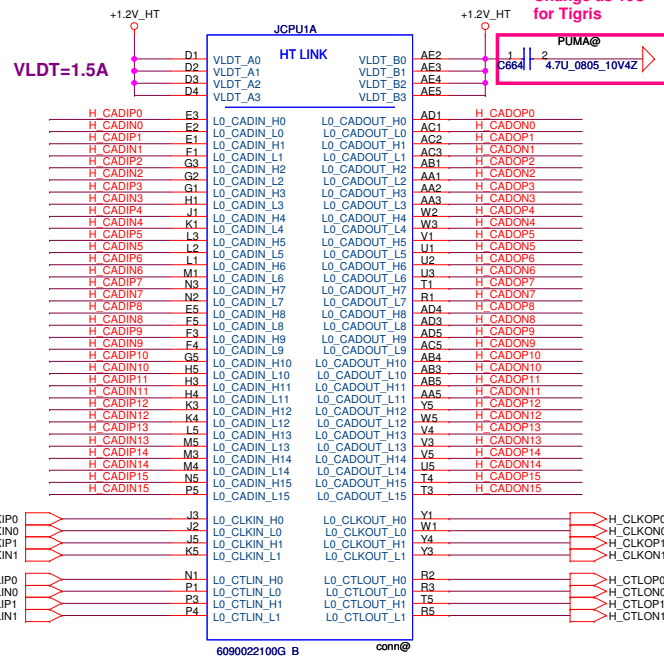 Change as 10U
for Tigris
+1.2V_HT JCPU1A +1.2V_HT
PUMA@
HT LINK
VLDT=1.5A
1 2
C664 4.7U_0805_10V4Z
D1 VLDT_A0 VLDT_B0 AE2
D2 VLDT_A1 VLDT_B1 AE3
D3 VLDT_A2 VLDT_B2 AE4
D4 VLDT_A3 VLDT_B3 AE5
H_CADIP0 E3 L0_CADIN_H0 L0_CADOUT_H0 AD1 H_CADOP0
H_CADIN0 E2 L0_CADIN_L0 L0_CADOUT_L0 AC1 H_CADON0
H_CADIP1 E1 L0_CADIN_H1 L0_CADOUT_H1 AC2 H_CADOP1
H_CADIN1 F1 L0_CADIN_L1 L0_CADOUT_L1 AC3 H_CADON1
H_CADIP2 G3 L0_CADIN_H2 L0_CADOUT_H2 AB1 H_CADOP2
H_CADIN2 G2 L0_CADIN_L2 L0_CADOUT_L2 AA1 H_CADON2
H_CADIP3 G1 L0_CADIN_H3 L0_CADOUT_H3 AA2 H_CADOP3
H_CADIN3 H1 L0_CADIN_L3 L0_CADOUT_L3 AA3 H_CADON3
H_CADIP4 J1 L0_CADIN_H4 L0_CADOUT_H4 W2 H_CADOP4
H_CADIN4 K1 L0_CADIN_L4 L0_CADOUT_L4 W3 H_CADON4
H_CADIP5 L3 L0_CADIN_H5 L0_CADOUT_H5 V1 H_CADOP5
H_CADIN5 L2 L0_CADIN_L5 L0_CADOUT_L5 U1 H_CADON5
H_CADIP6 L1 L0_CADIN_H6 L0_CADOUT_H6 U2 H_CADOP6
H_CADIN6 M1 L0_CADIN_L6 L0_CADOUT_L6 U3 H_CADON6
H_CADIP7 N3 L0_CADIN_H7 L0_CADOUT_H7 T1 H_CADOP7
H_CADIN7 N2 L0_CADIN_L7 L0_CADOUT_L7 R1 H_CADON7
H_CADIP8 E5 L0_CADIN_H8 L0_CADOUT_H8 AD4 H_CADOP8
H_CADIN8 F5 L0_CADIN_L8 L0_CADOUT_L8 AD3 H_CADON8
H_CADIP9 F3 L0_CADIN_H9 L0_CADOUT_H9 AD5 H_CADOP9
H_CADIN9 F4 L0_CADIN_L9 L0_CADOUT_L9 AC5 H_CADON9
H_CADIP10 G5 L0_CADIN_H10 L0_CADOUT_H10 AB4 H_CADOP10
H_CADIN10 H5 L0_CADIN_L10 L0_CADOUT_L10 AB3 H_CADON10
H_CADIP11 H3 L0_CADIN_H11 L0_CADOUT_H11 AB5 H_CADOP11
H_CADIN11 H4 L0_CADIN_L11 L0_CADOUT_L11 AA5 H_CADON11
H_CADIP12 K3 L0_CADIN_H12 L0_CADOUT_H12 Y5 H_CADOP12
H_CADIN12 K4 L0_CADIN_L12 L0_CADOUT_L12 W5 H_CADON12
H_CADIP13 L5 L0_CADIN_H13 L0_CADOUT_H13 V4 H_CADOP13
H_CADIN13 M5 L0_CADIN_L13 L0_CADOUT_L13 V3 H_CADON13
H_CADIP14 M3 L0_CADIN_H14 L0_CADOUT_H14 V5 H_CADOP14
H_CADIN14 M4 L0_CADIN_L14 L0_CADOUT_L14 U5 H_CADON14
H_CADIP15 N5 L0_CADIN_H15 L0_CADOUT_H15 T4 H_CADOP15
H_CADIN15 P5 L0_CADIN_L15 L0_CADOUT_L15 T3 H_CADON15
KIP0 J3 L0_CLKIN_H0 L0_CLKOUT_H0 Y1 H_CLKOP0
KIN0 J2 L0_CLKIN_L0 L0_CLKOUT_L0 W1 H_CLKON0
KIP1 J5 L0_CLKIN_H1 L0_CLKOUT_H1 Y4 H_CLKOP1
KIN1 K5 L0_CLKIN_L1 L0_CLKOUT_L1 Y3 H_CLKON1
LIP0 N1 L0_CTLIN_H0 L0_CTLOUT_H0 R2 H_CTLOP0
LIN0 P1 L0_CTLIN_L0 L0_CTLOUT_L0 R3 H_CTLON0
LIP1 P3 L0_CTLIN_H1 L0_CTLOUT_H1 T5 H_CTLOP1
LIN1 P4 L0_CTLIN_L1 L0_CTLOUT_L1 R5 H_CTLON1
6090022100G_B conn@